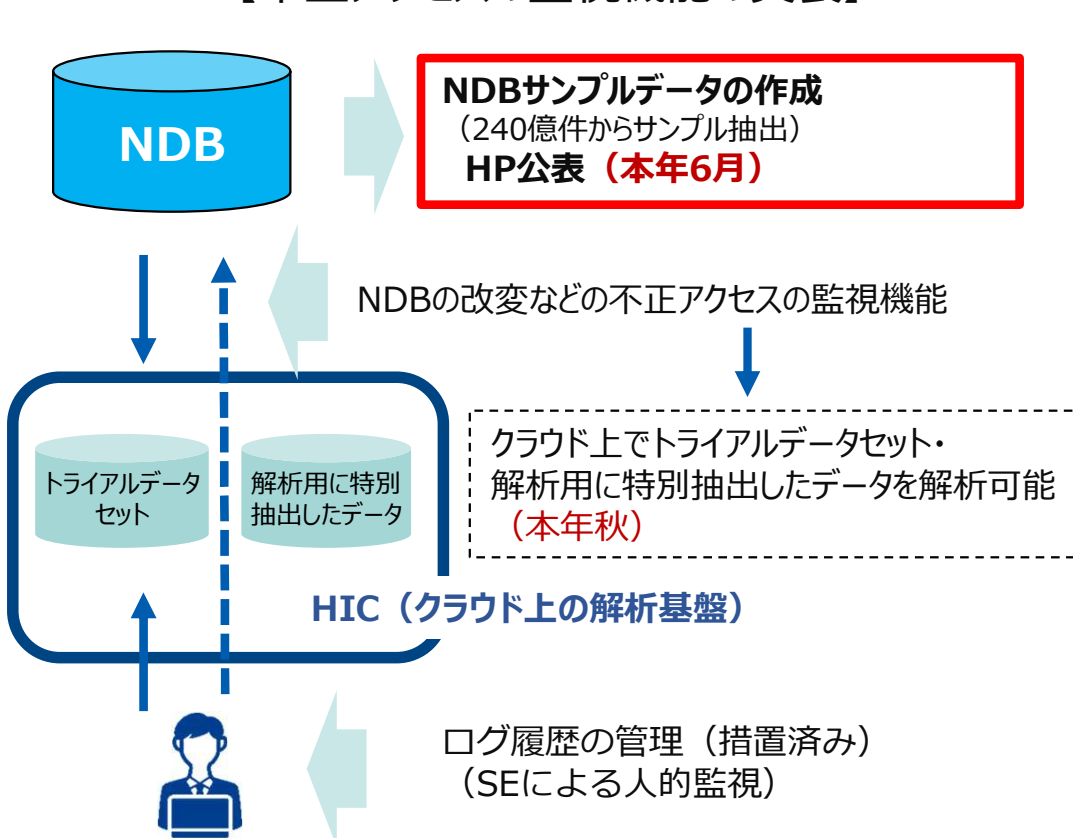 NDB
NDBサンプルデータの作成
（240億件からサンプル抽出）
HP公表（本年6月）
NDBの改変などの不正アクセスの監視機能
トライアルデータ
セット
解析用に特別
抽出したデータ
クラウド上でトライアルデータセット・
解析用に特別抽出したデータを解析可能
（本年秋）
HIC（クラウド上の解析基盤）
ログ履歴の管理（措置済み）
（SEによる人的監視）